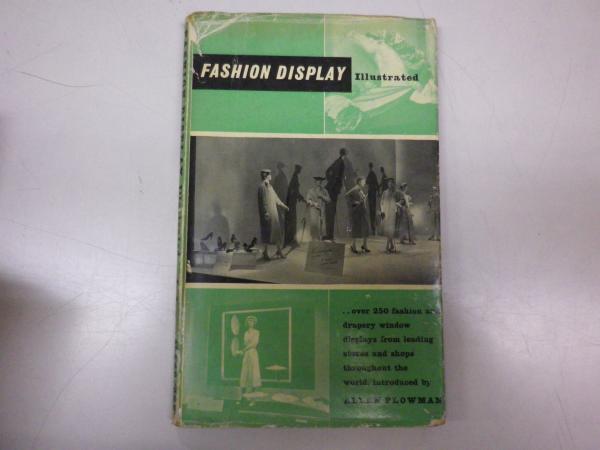 FASHION DISPLAY Illustrated
..over 250 fashion and
drapery window
displays from leading
stores and shops
throughout the
world, introduced by
ALLEN PLOWMAN